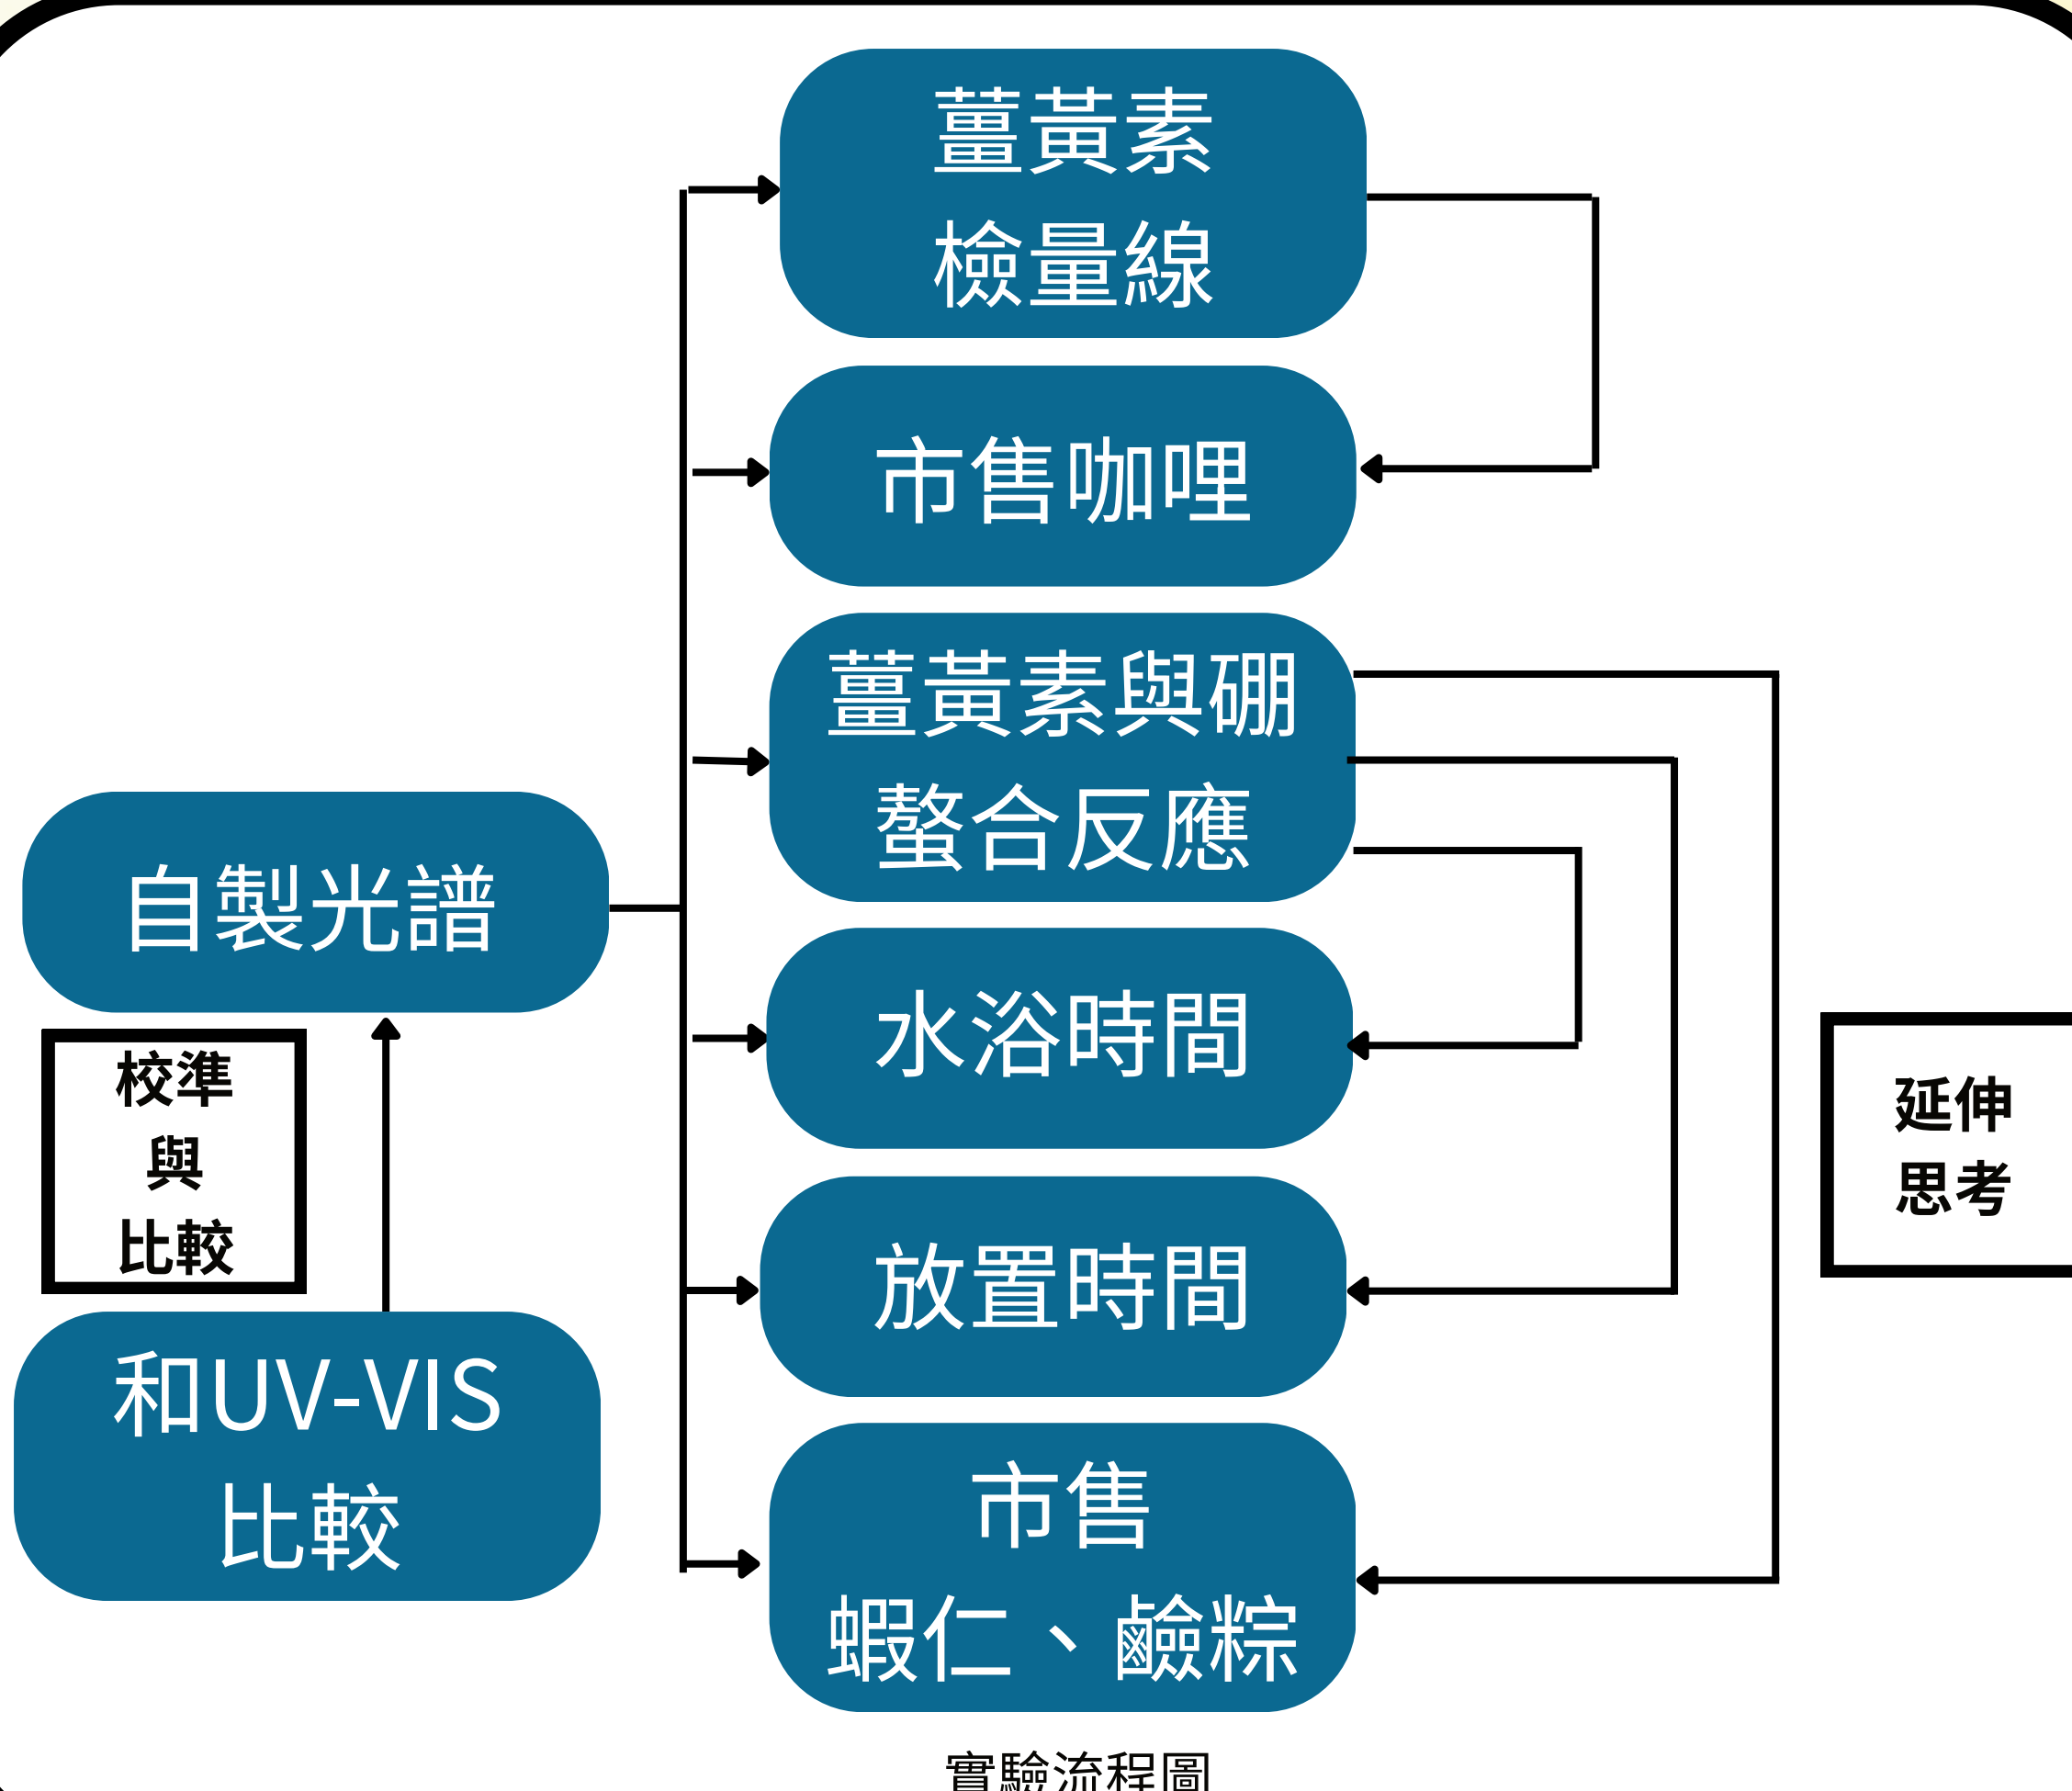 薑黃素
檢量線
市售咖哩
薑黃素與硼
螯合反應
自裝光譜
水浴時間
校準
與
比較
延伸
思考
放置時間
和UV-VIS
比較
市售
蝦仁、鹼粽
實驗流程圖